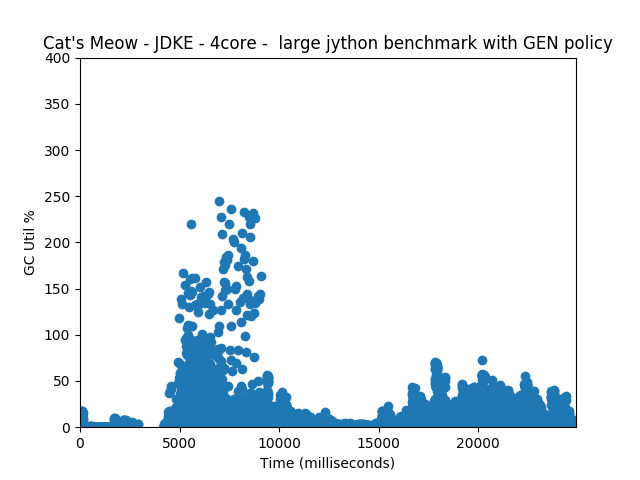 Cat's Meow - JDKE - 4core -  large jython benchmark with GEN policy
400
350
300
250
200
150
100
50
0
GC Util %
0 5000 10000 15000 20000
Time (milliseconds)